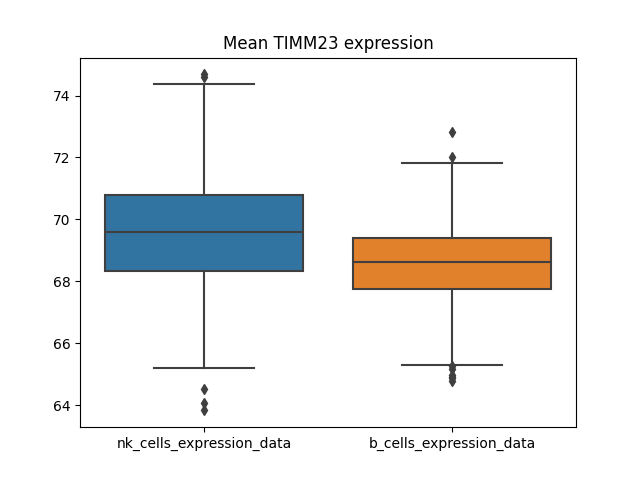 Mean TIMM23 expression
74
72
70
68
66
64
nk_cells_expression_data
b_cells_expression_data